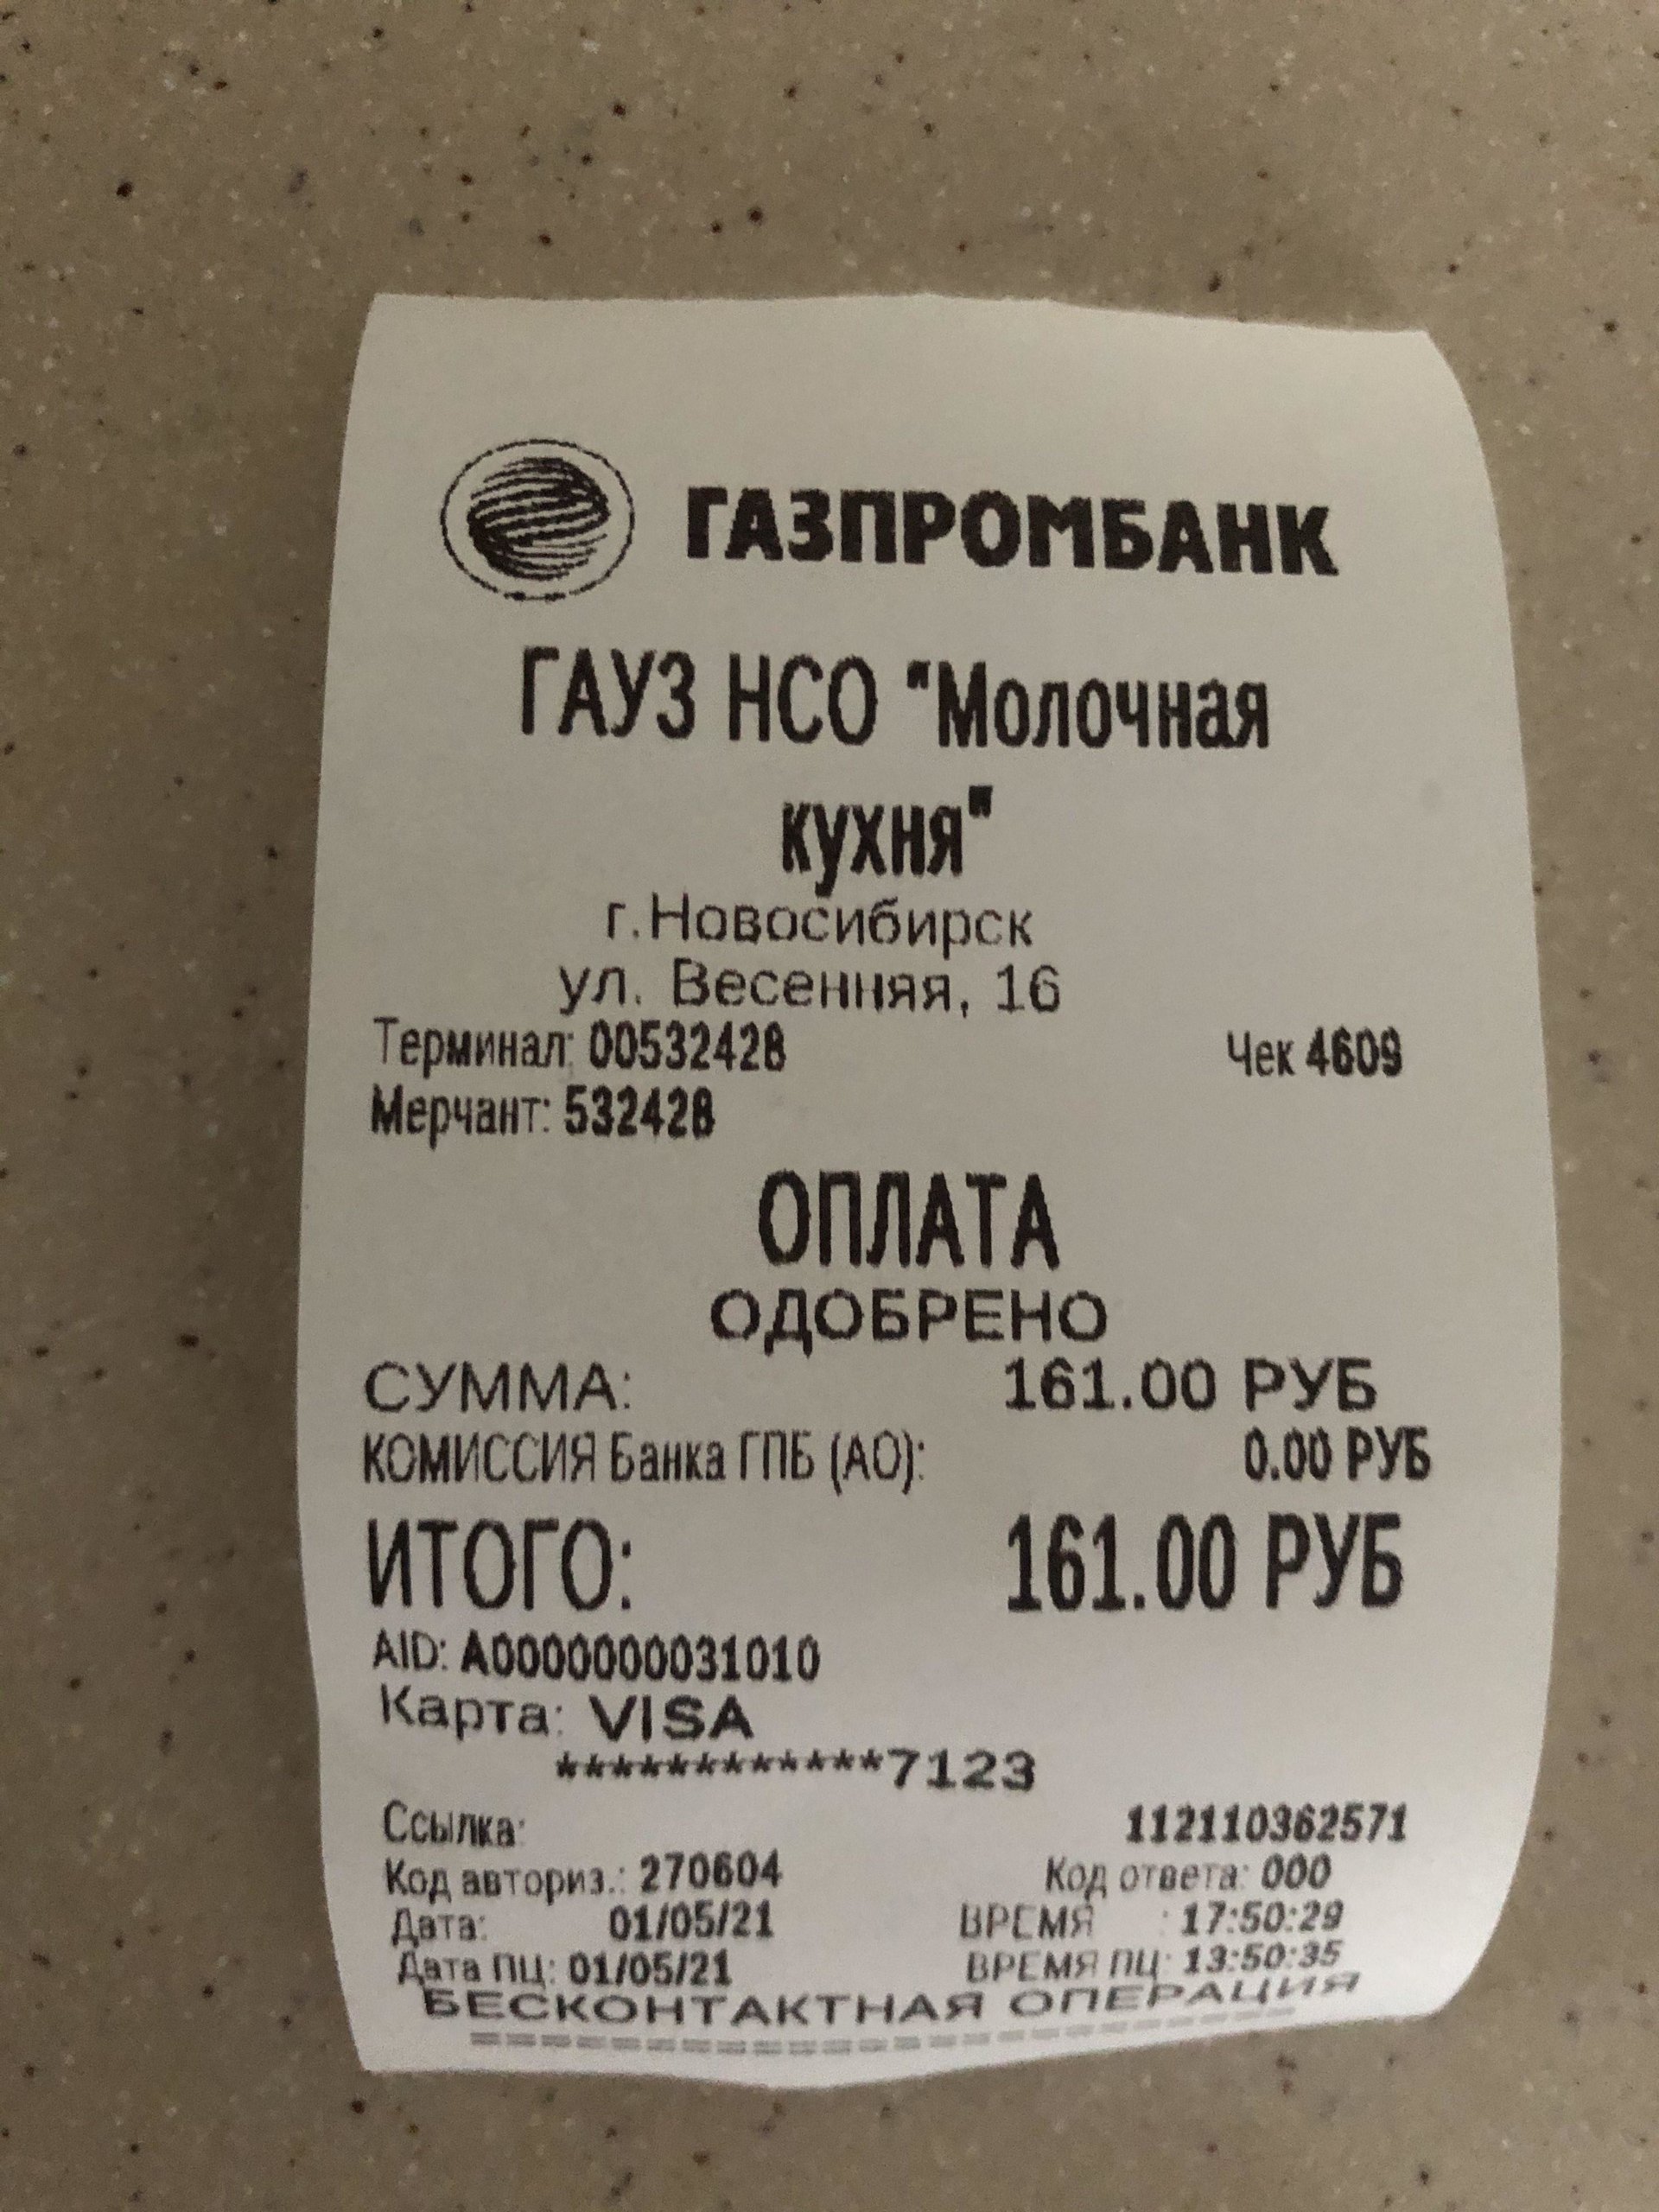 ГАЗПРОМБАНК
ГАУЗ НСО "Молочная
кухня"
г.Новосибирск
ул. Весенняя, 16
Терминал: 00532428 Чек 4609
Мерчант: 532428
ОПЛАТА
ОДОБРЕНО
СУММА: 161.00 РУБ
КОМИССИЯ Банка ГПБ (АО): 0.00 РУБ
ИТОГО: 161.00 РУБ
AID: A0000000031010
Карта: VISA
************7123
Ссылка: 112110362571
Код авториз.: 270604 Код ответа: 000
Дата: 01/05/21 ВРЕМЯ : 17:50:29
Дата ПЦ: 01/05/21 ВРЕМЯ ПЦ: 13:50:35
БЕСКОНТАКТНАЯ ОПЕРАЦИЯ